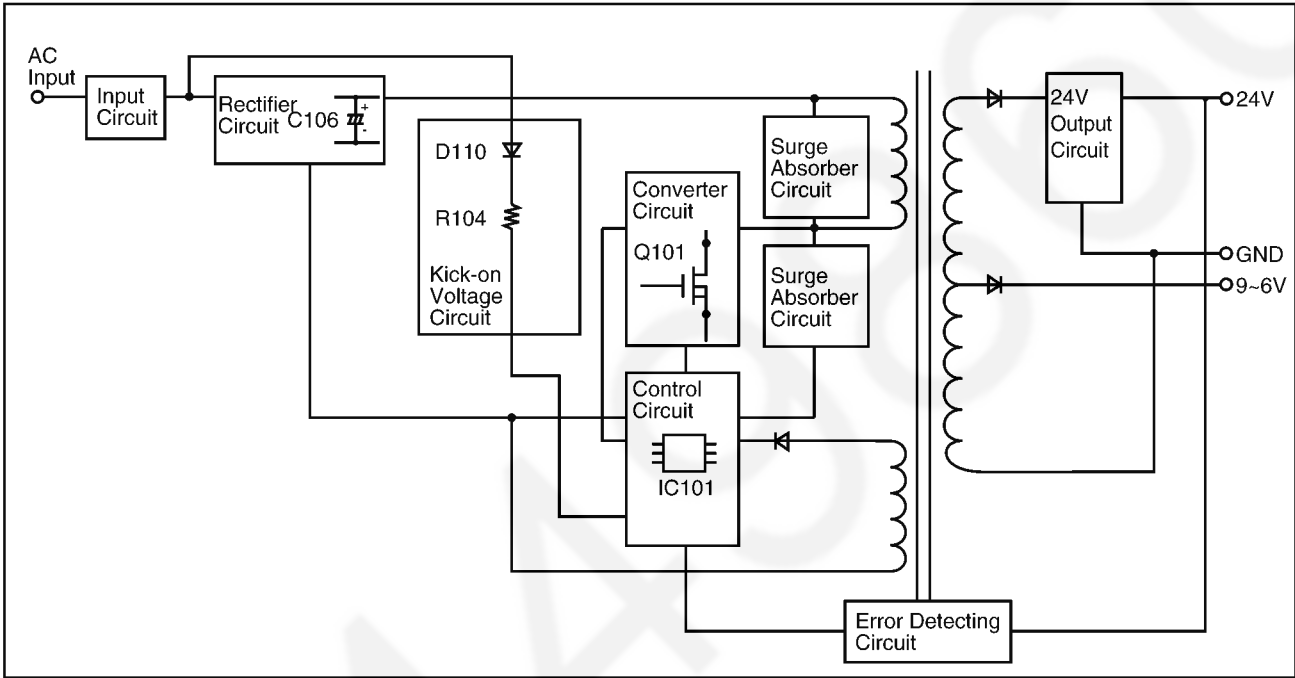 AC
Input
Input
Circuit
Rectifier
Circuit
C106
+
-
D110
R104
Kick-on
Voltage
Circuit
Converter
Circuit
Q101
Surge
Absorber
Circuit
Surge
Absorber
Circuit
Control
Circuit
IC101
24V
Output
Circuit
24V
GND
9~6V
Error Detecting
Circuit